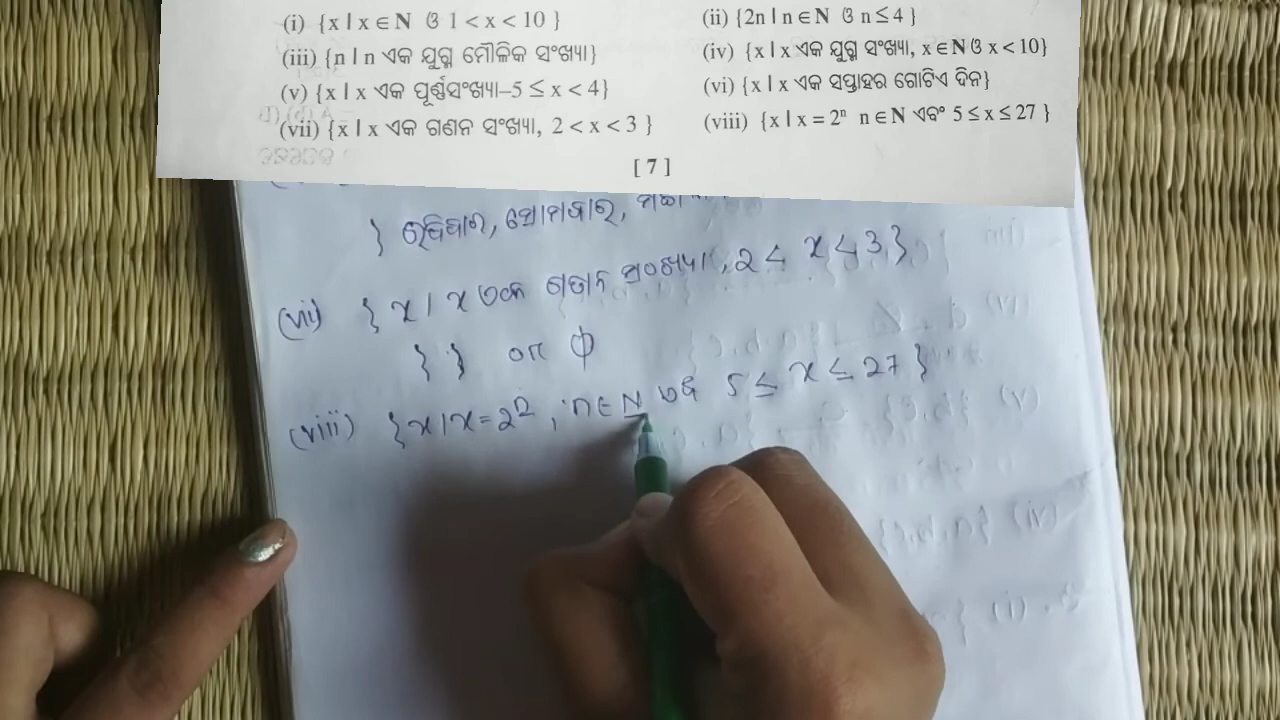 (i) {x | x ∈ N ଓ 1 < x < 10 }
(ii) {2n | n ∈ N ଓ n ≤ 4 }
(iii) {n | n ଏକ ଯୁଗ୍ମ ମୌଳିକ ସଂଖ୍ୟା}
(iv) {x | x ଏକ ଯୁଗ୍ମ ସଂଖ୍ୟା, x ∈ N ଓ x < 10}
(v) {x | x ଏକ ପୂର୍ଣ୍ଣସଂଖ୍ୟା–5 ≤ x < 4}
(vi) {x | x ଏକ ସପ୍ତାହର ଗୋଟିଏ ଦିନ}
(vii) {x | x ଏକ ଗଣନ ସଂଖ୍ୟା, 2 < x < 3 }
(viii) {x | x = 2ⁿ n ∈ N ଏବଂ 5 ≤ x ≤ 27 }
[ 7 ]
{ ରବିବାର, ସୋମବାର,
(vii) { x / x ଏକ ଗଣନ ସଂଖ୍ୟା, 2 < x < 3 }
{ } or ф
(viii) { x / x = 2ⁿ, n ∈ N ଏବଂ 5 ≤ x ≤ 27 }